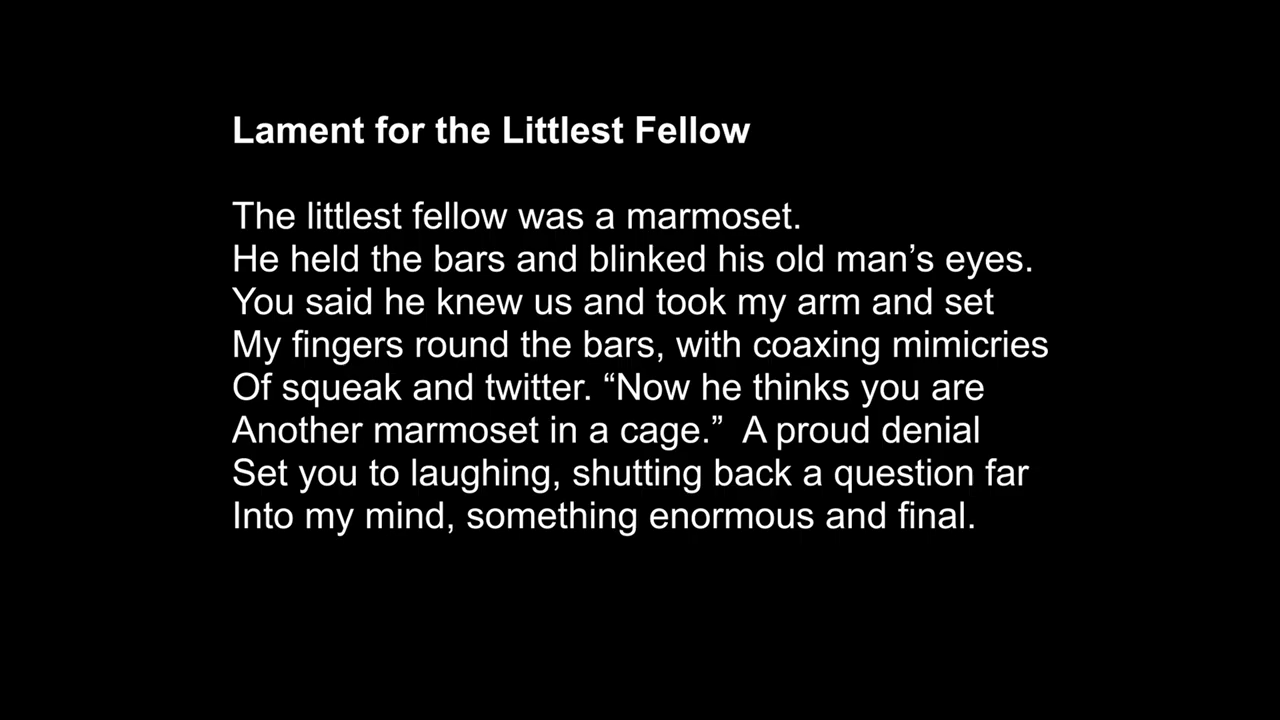 Lament for the Littlest Fellow
The littlest fellow was a marmoset.
He held the bars and blinked his old man’s eyes.
You said he knew us and took my arm and set
My fingers round the bars, with coaxing mimicries
Of squeak and twitter. “Now he thinks you are
Another marmoset in a cage.”  A proud denial
Set you to laughing, shutting back a question far
Into my mind, something enormous and final.